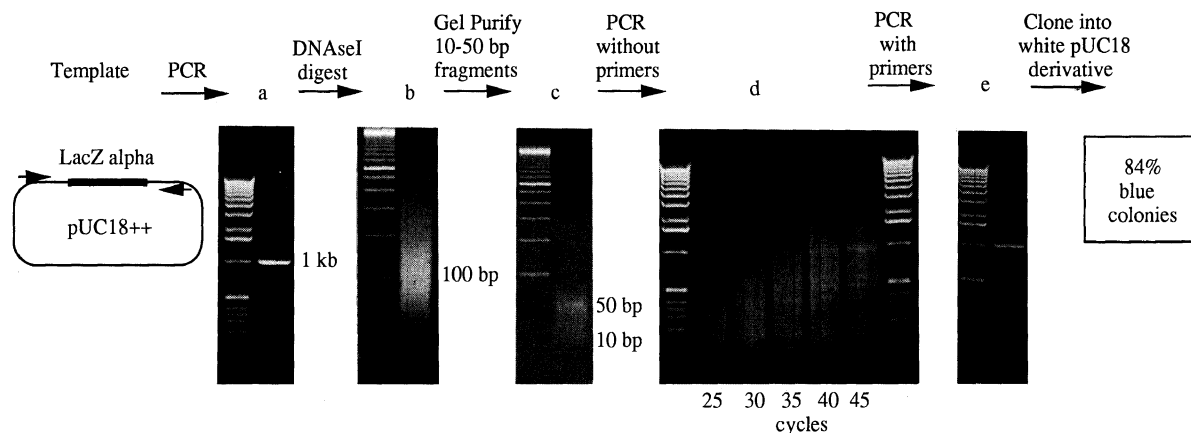 Template
PCR
a
DNAseI
digest
b
Gel Purify
10-50 bp
fragments
c
PCR
without
primers
d
PCR
with
primers
e
Clone into
white pUC18
derivative
LacZ alpha
pUC18++
1 kb
100 bp
50 bp
10 bp
25 30 35 40 45
cycles
84%
blue
colonies